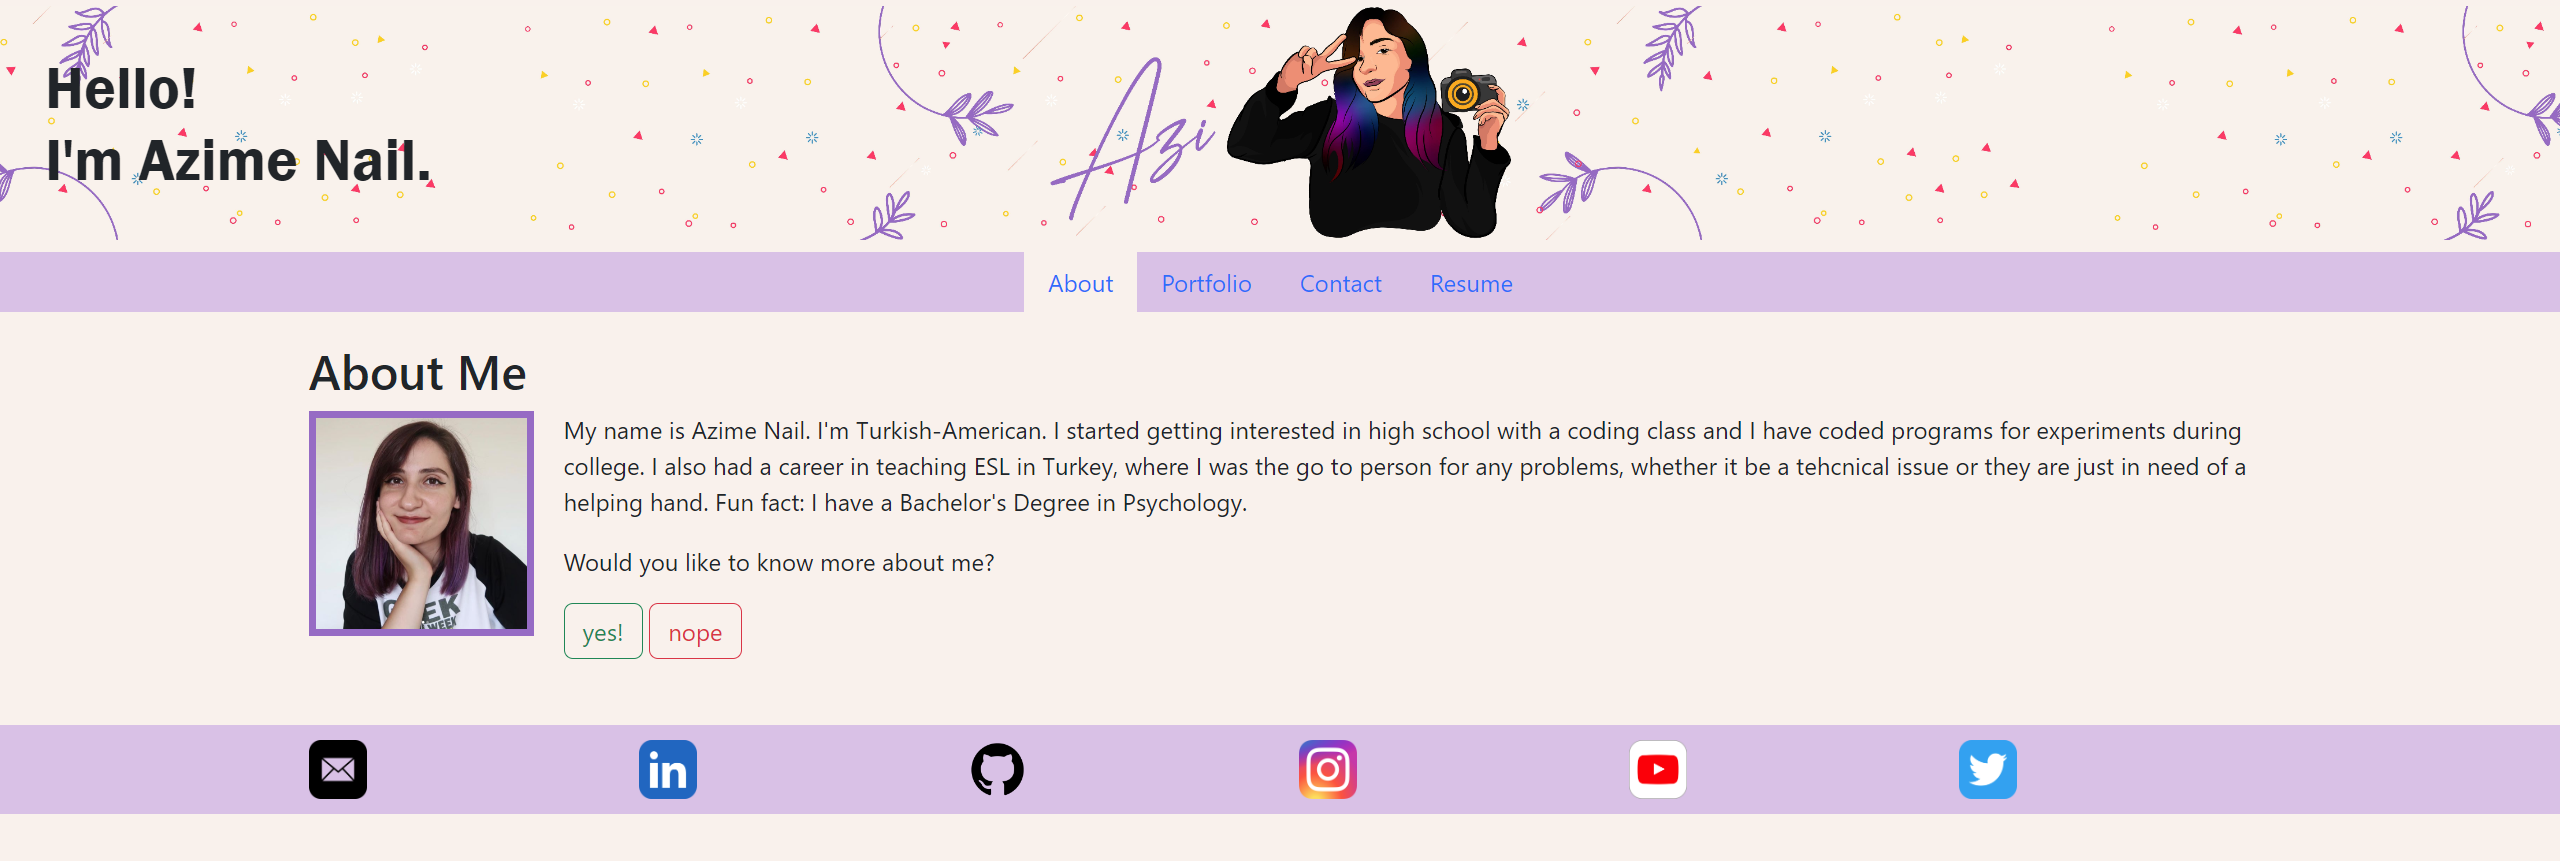 Hello!
I'm Azime Nail.
Azi
About Portfolio Contact Resume
About Me
My name is Azime Nail. I'm Turkish-American. I started getting interested in high school with a coding class and I have coded programs for experiments during
college. I also had a career in teaching ESL in Turkey, where I was the go to person for any problems, whether it be a tehcnical issue or they are just in need of a
helping hand. Fun fact: I have a Bachelor's Degree in Psychology.
Would you like to know more about me?
yes! nope
in